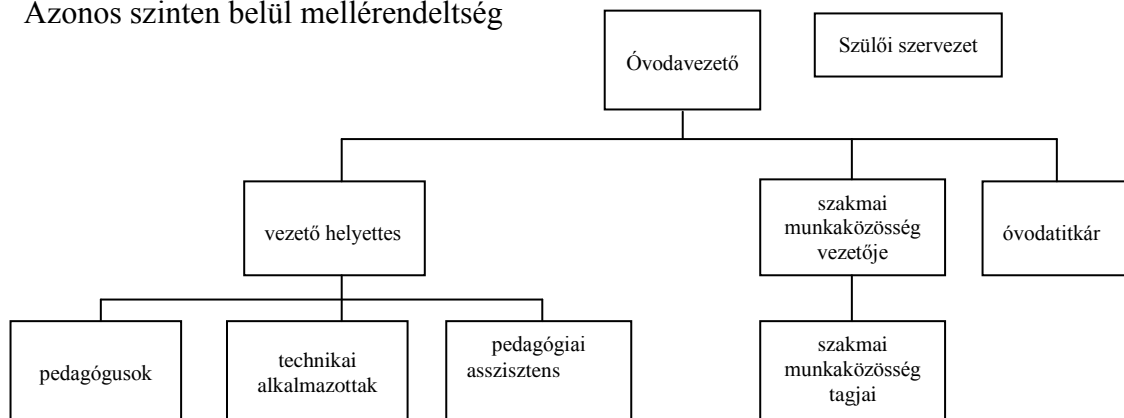 Azonos szinten belül mellérendeltség
Óvodavezető
Szülői szervezet
vezető helyettes
szakmai
munkaközösség
vezetője
óvodatitkár
pedagógusok
technikai
alkalmazottak
pedagógiai
asszisztens
szakmai
munkaközösség
tagjai